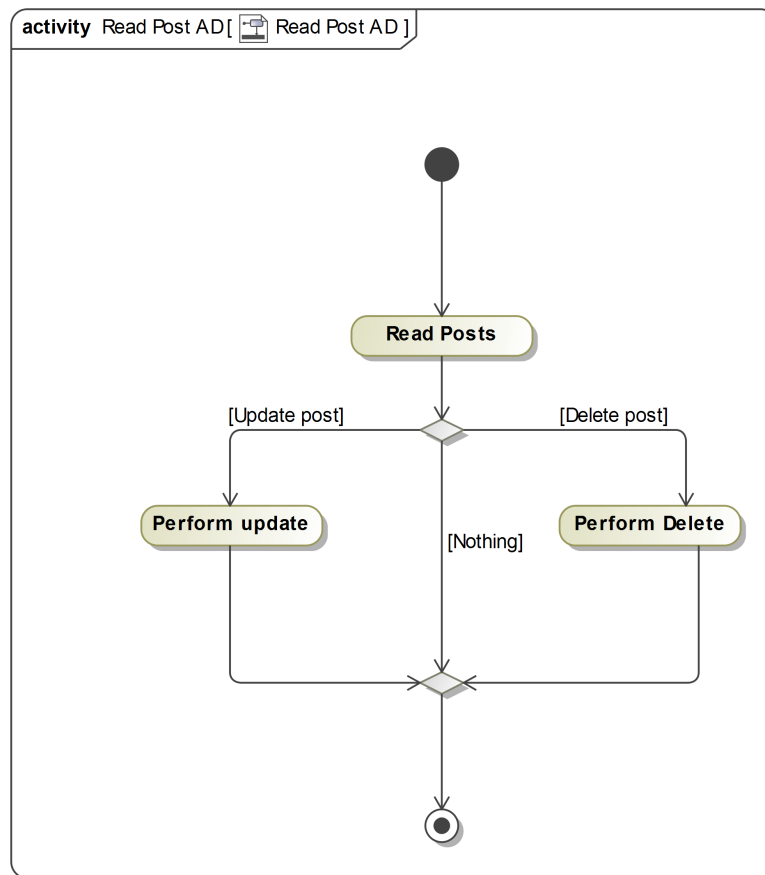 activity Read Post AD[ Read Post AD ]
Read Posts
[Update post]
[Delete post]
Perform update
Perform Delete
[Nothing]